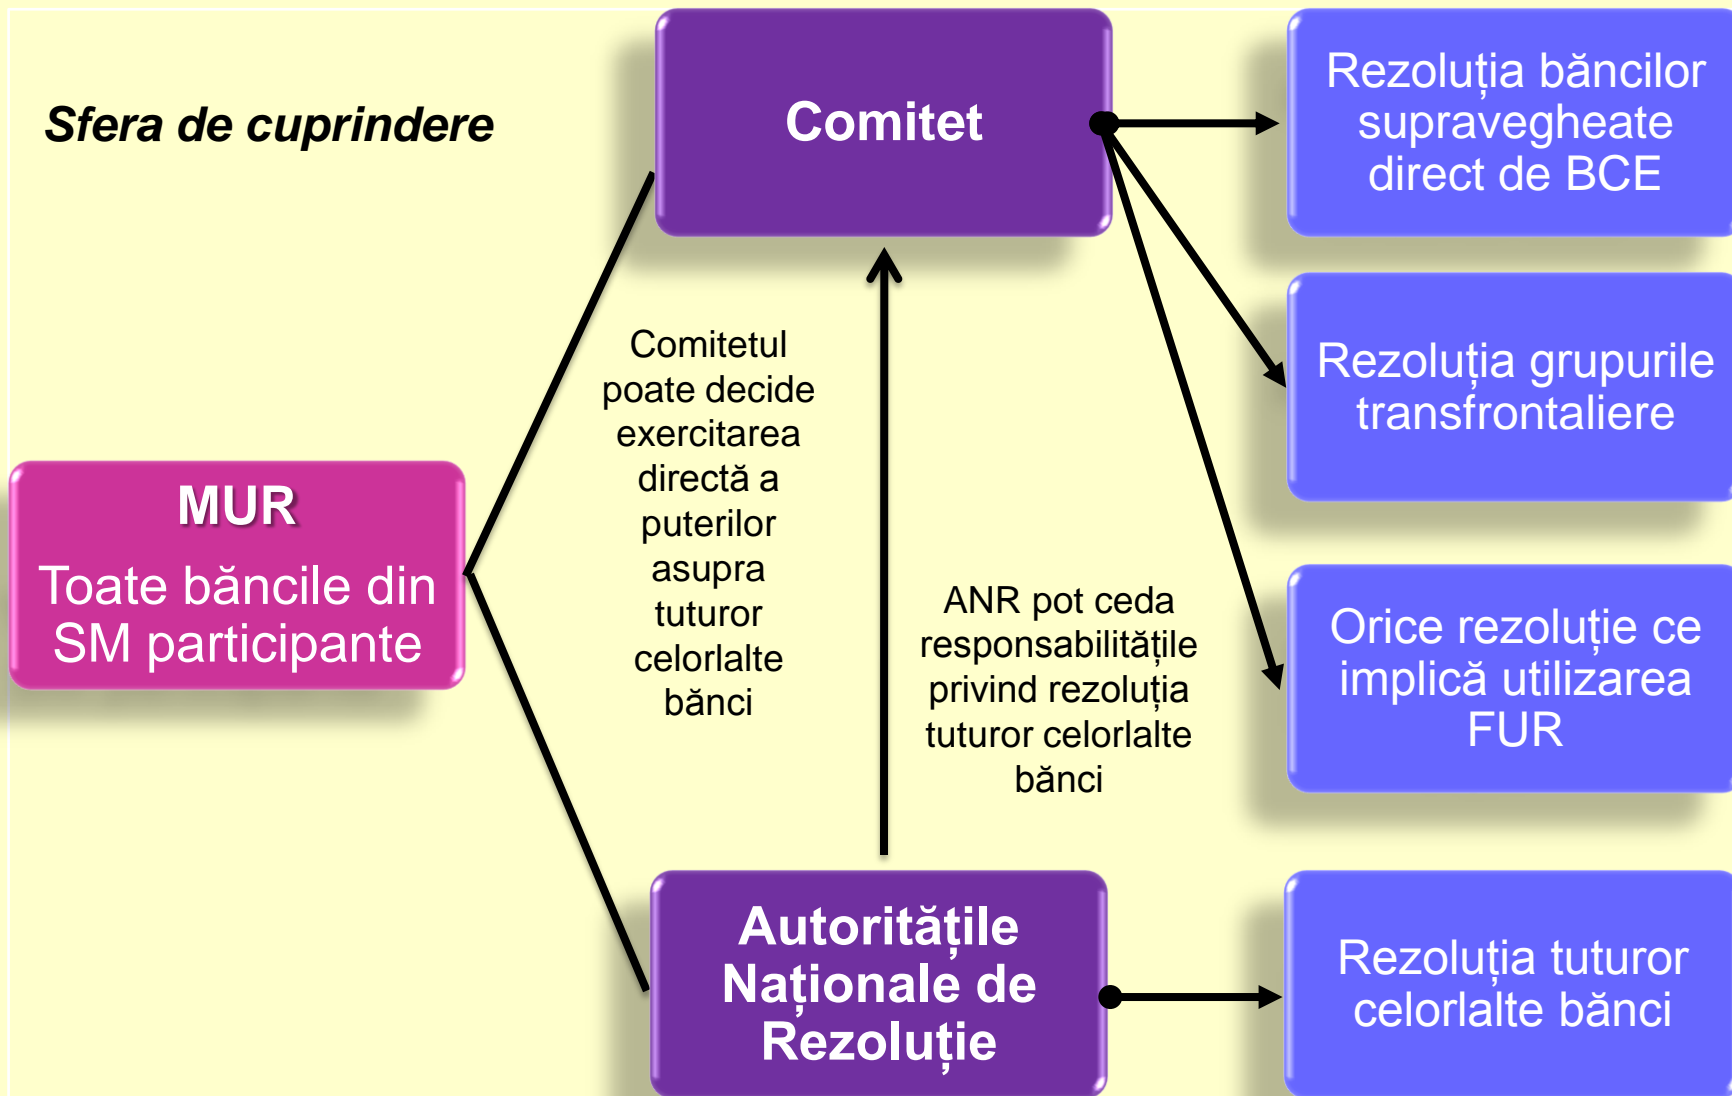 Sfera de cuprindere
Comitet
Rezoluția băncilor
supravegheate
direct de BCE
Rezoluția grupurile
transfrontaliere
Comitetul
poate decide
exercitarea
directă a
puterilor
asupra
tuturor
celorlalte
bănci
MUR
Toate băncile din
SM participante
ANR pot ceda
responsabilitățile
privind rezoluția
tuturor celorlalte
bănci
Orice rezoluție ce
implică utilizarea
FUR
Autoritățile
Naționale de
Rezoluție
Rezoluția tuturor
celorlalte bănci